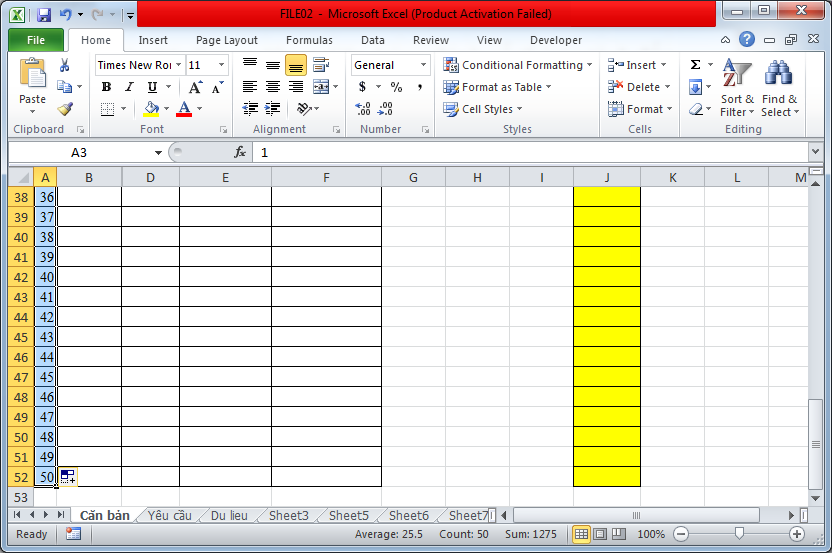 FILE02 - Microsoft Excel (Product Activation Failed)
File Home Insert Page Layout Formulas Data Review View Developer
Times New Ror 11 General Conditional Formatting Insert Σ
Paste B I U A $ % , Format as Table Delete Sort & Find &
Cell Styles Format Filter Select
Clipboard Font Alignment Number Styles Cells Editing
A3 fx 1
A B D E F G H I J K L M
38 36
39 37
40 38
41 39
42 40
43 41
44 42
45 43
46 44
47 45
48 46
49 47
50 48
51 49
52 50
53
Căn bản Yêu cầu Du lieu Sheet3 Sheet5 Sheet6 Sheet7
Ready Average: 25.5 Count: 50 Sum: 1275 100%